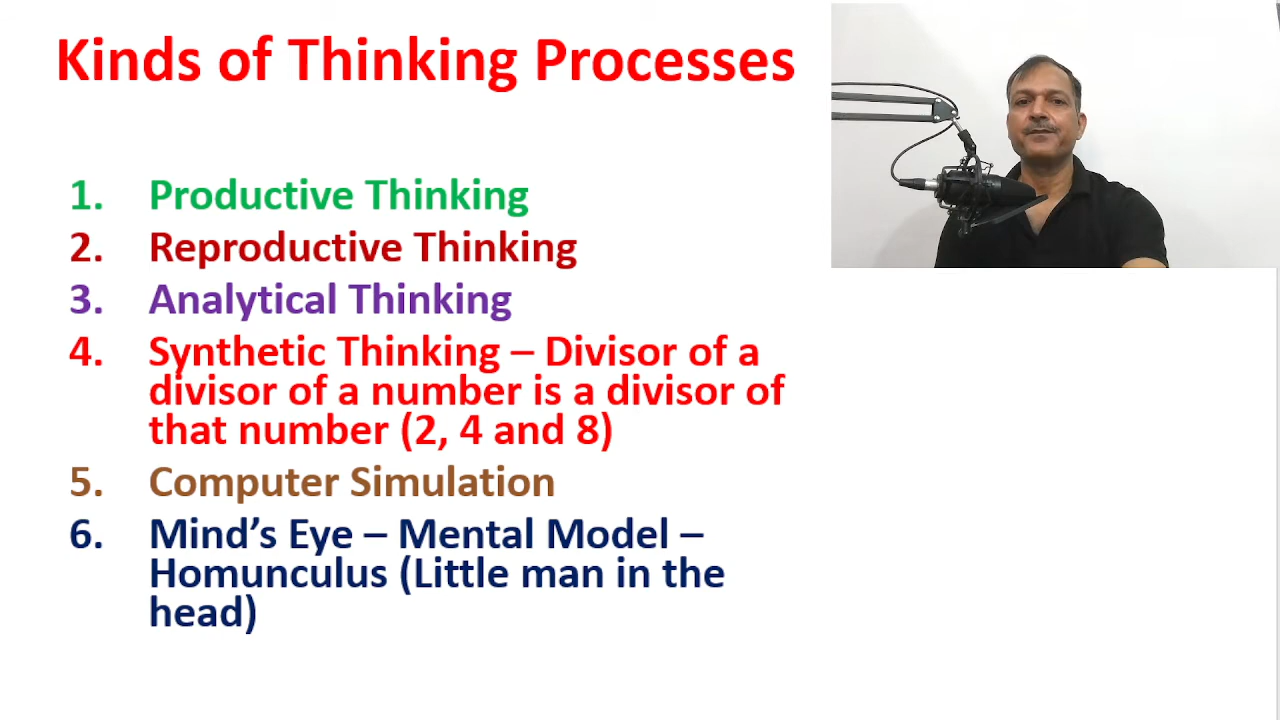 Kinds of Thinking Processes
1. Productive Thinking
2. Reproductive Thinking
3. Analytical Thinking
4. Synthetic Thinking – Divisor of a
divisor of a number is a divisor of
that number (2, 4 and 8)
5. Computer Simulation
6. Mind’s Eye – Mental Model –
Homunculus (Little man in the
head)